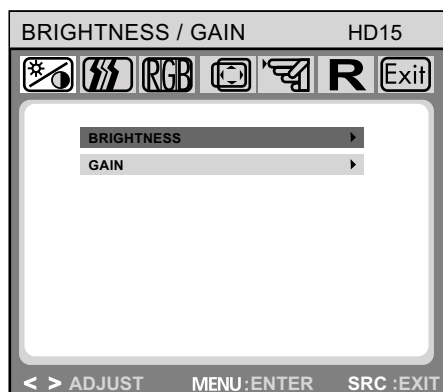 BRIGHTNESS / GAIN HD15
RGB R Exit
BRIGHTNESS
GAIN
< > ADJUST MENU:ENTER SRC :EXIT